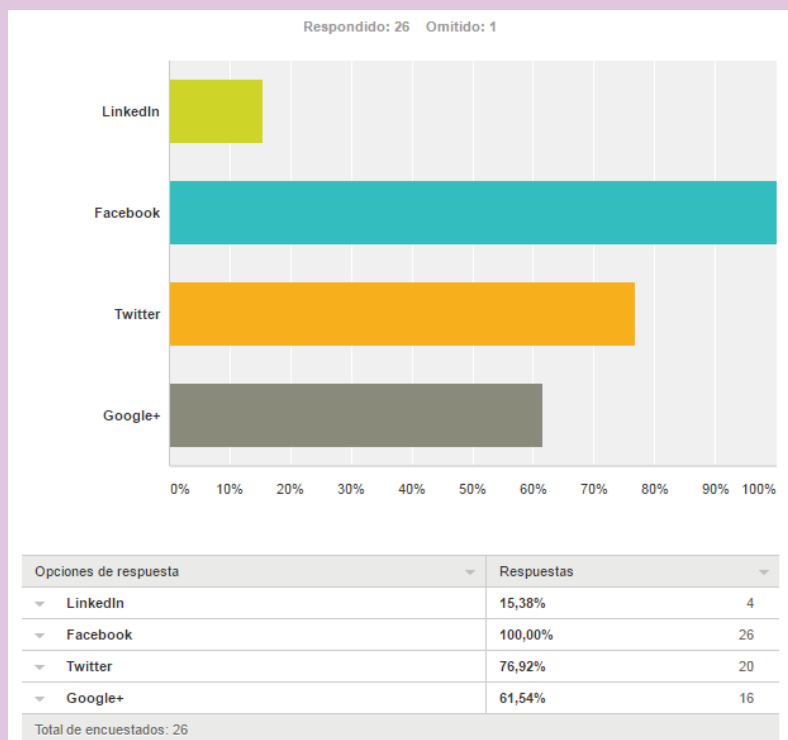 Respondido: 26 Omitido: 1
LinkedIn
Facebook
Twitter
Google+
0% 10% 20% 30% 40% 50% 60% 70% 80% 90% 100%
Opciones de respuesta Respuestas
LinkedIn 15,38% 4
Facebook 100,00% 26
Twitter 76,92% 20
Google+ 61,54% 16
Total de encuestados: 26